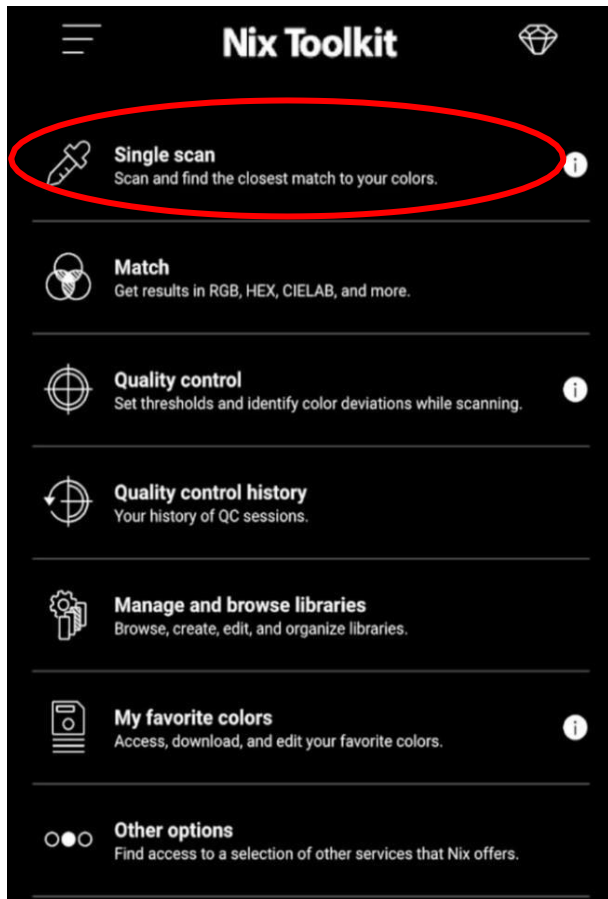 Nix Toolkit
Single scan
Scan and find the closest match to your colors.
Match
Get results in RGB, HEX, CIELAB, and more.
Quality control
Set thresholds and identify color deviations while scanning.
Quality control history
Your history of QC sessions.
Manage and browse libraries
Browse, create, edit, and organize libraries.
My favorite colors
Access, download, and edit your favorite colors.
Other options
Find access to a selection of other services that Nix offers.